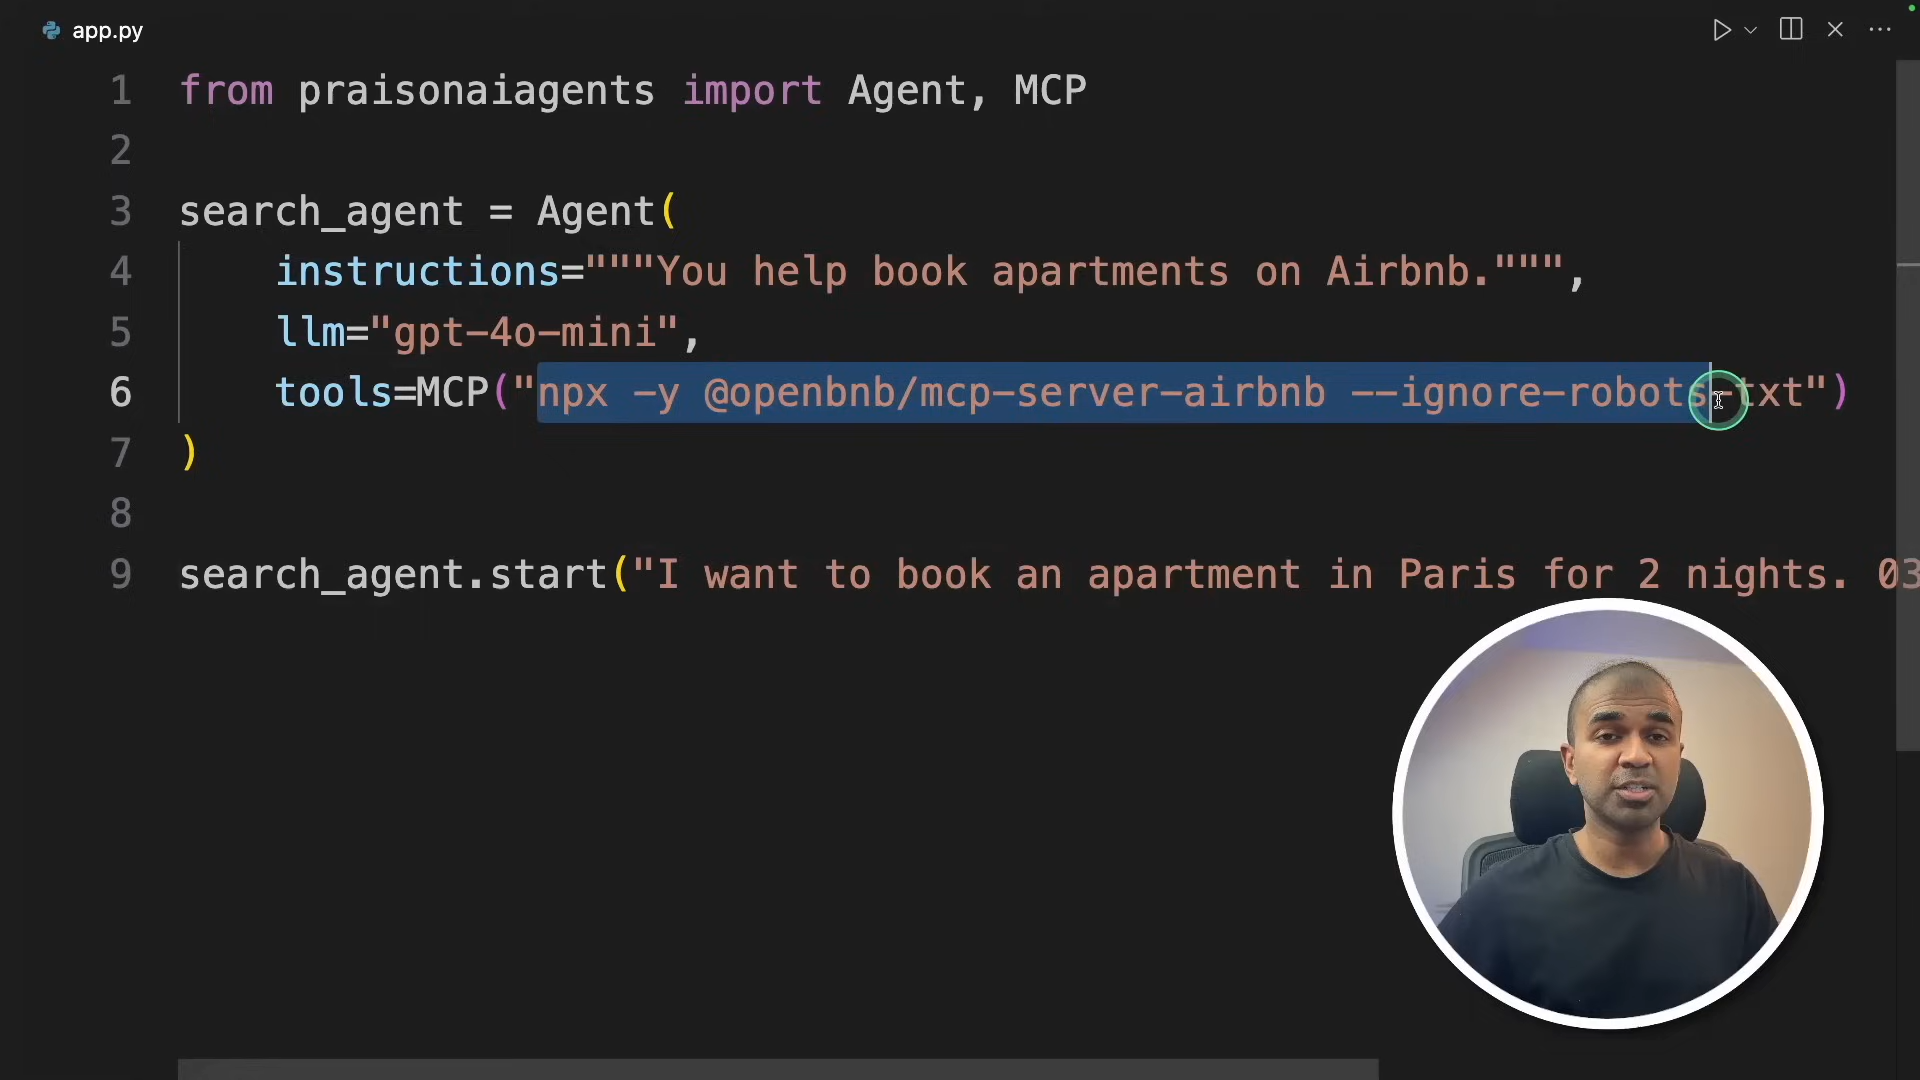 app.py
1 from praisonaiagents import Agent, MCP
2
3 search_agent = Agent(
4     instructions="""You help book apartments on Airbnb.""",
5     llm="gpt-4o-mini",
6     tools=MCP("npx -y @openbnb/mcp-server-airbnb --ignore-robots-txt")
7 )
8
9 search_agent.start("I want to book an apartment in Paris for 2 nights. 03